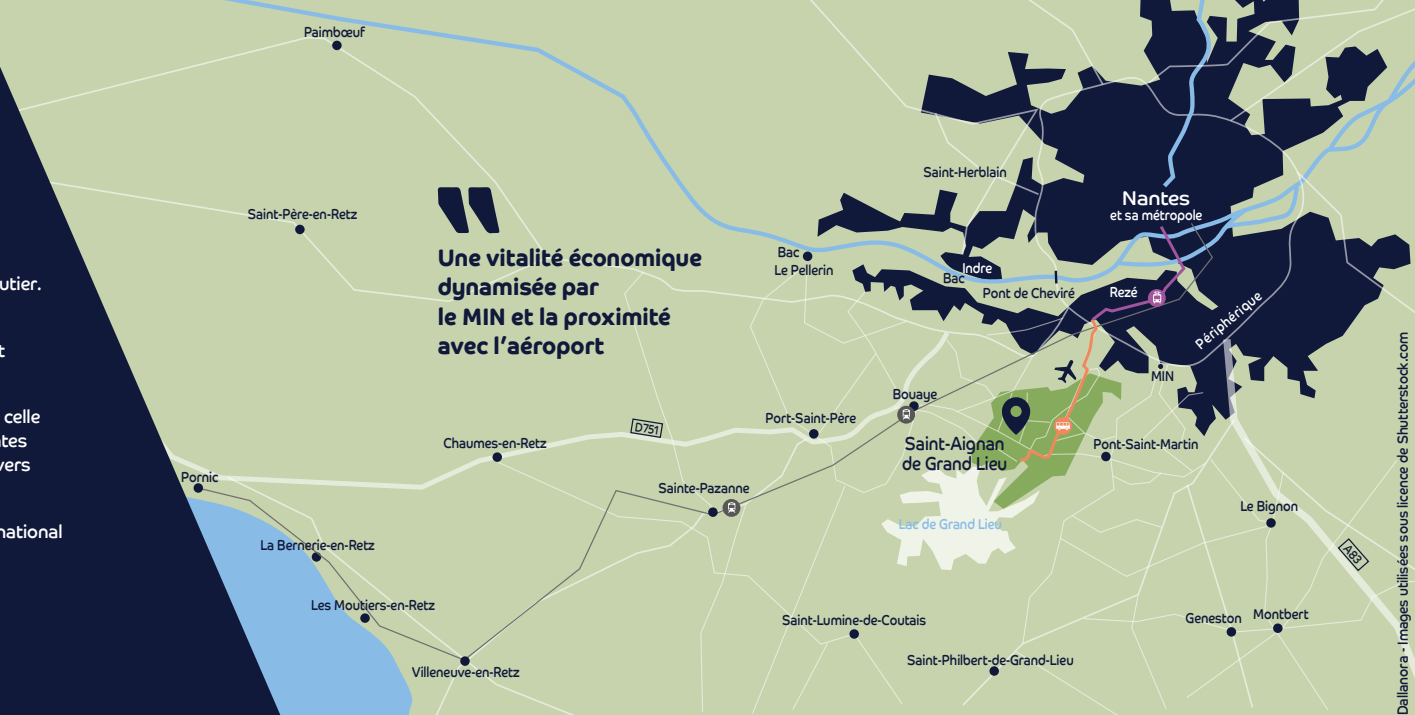 utier.
t
celle
ntes
vers
national
Paimbœuf
Saint-Père-en-Retz
Une vitalité économique
dynamisée par
le MIN et la proximité
avec l'aéroport
Saint-Herblain
Nantes
et sa métropole
Bac
Le Pellerin
Indre
Bac
Pont de Cheviré
Rezé
Périphérique
MIN
Bouaye
Port-Saint-Père
D751
Chaumes-en-Retz
Saint-Aignan
de Grand Lieu
Pont-Saint-Martin
Pornic
Sainte-Pazanne
Lac de Grand Lieu
Le Bignon
La Bernerie-en-Retz
A83
Les Moutiers-en-Retz
Saint-Lumine-de-Coutais
Geneston
Montbert
Villeneuve-en-Retz
Saint-Philbert-de-Grand-Lieu
Dallanora - Images utilisées sous licence de Shutterstock.com